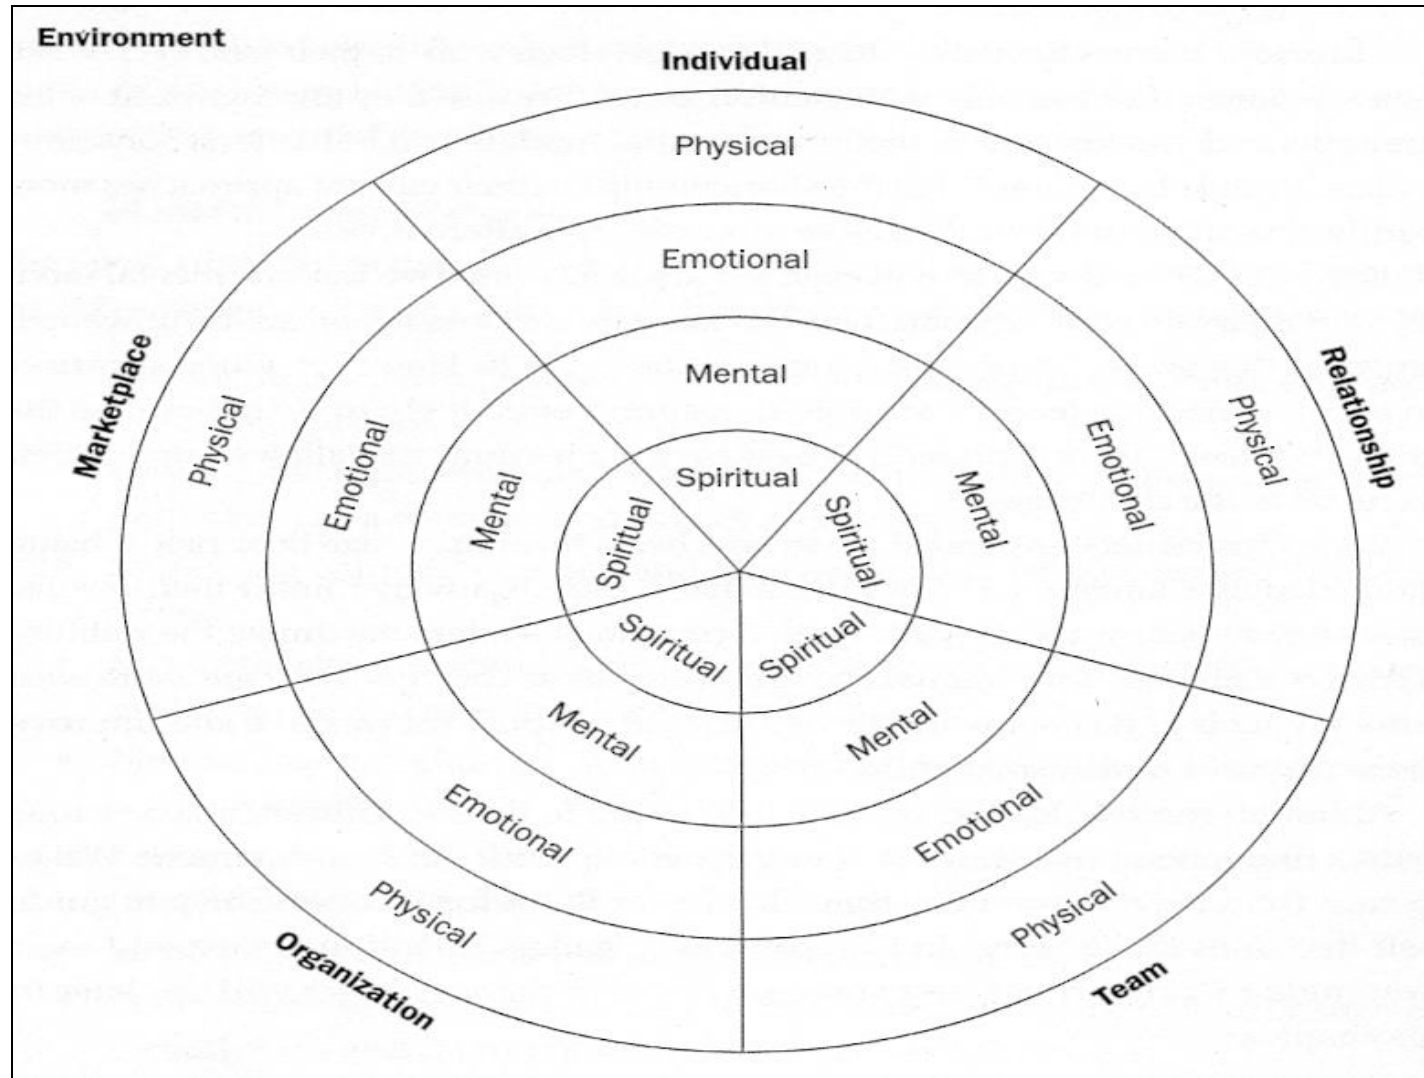 Environment
Individual
Physical
Emotional
Mental
Spiritual
Relationship
Physical
Emotional
Mental
Spiritual
Team
Physical
Emotional
Mental
Spiritual
Organization
Physical
Emotional
Mental
Spiritual
Marketplace
Physical
Emotional
Mental
Spiritual